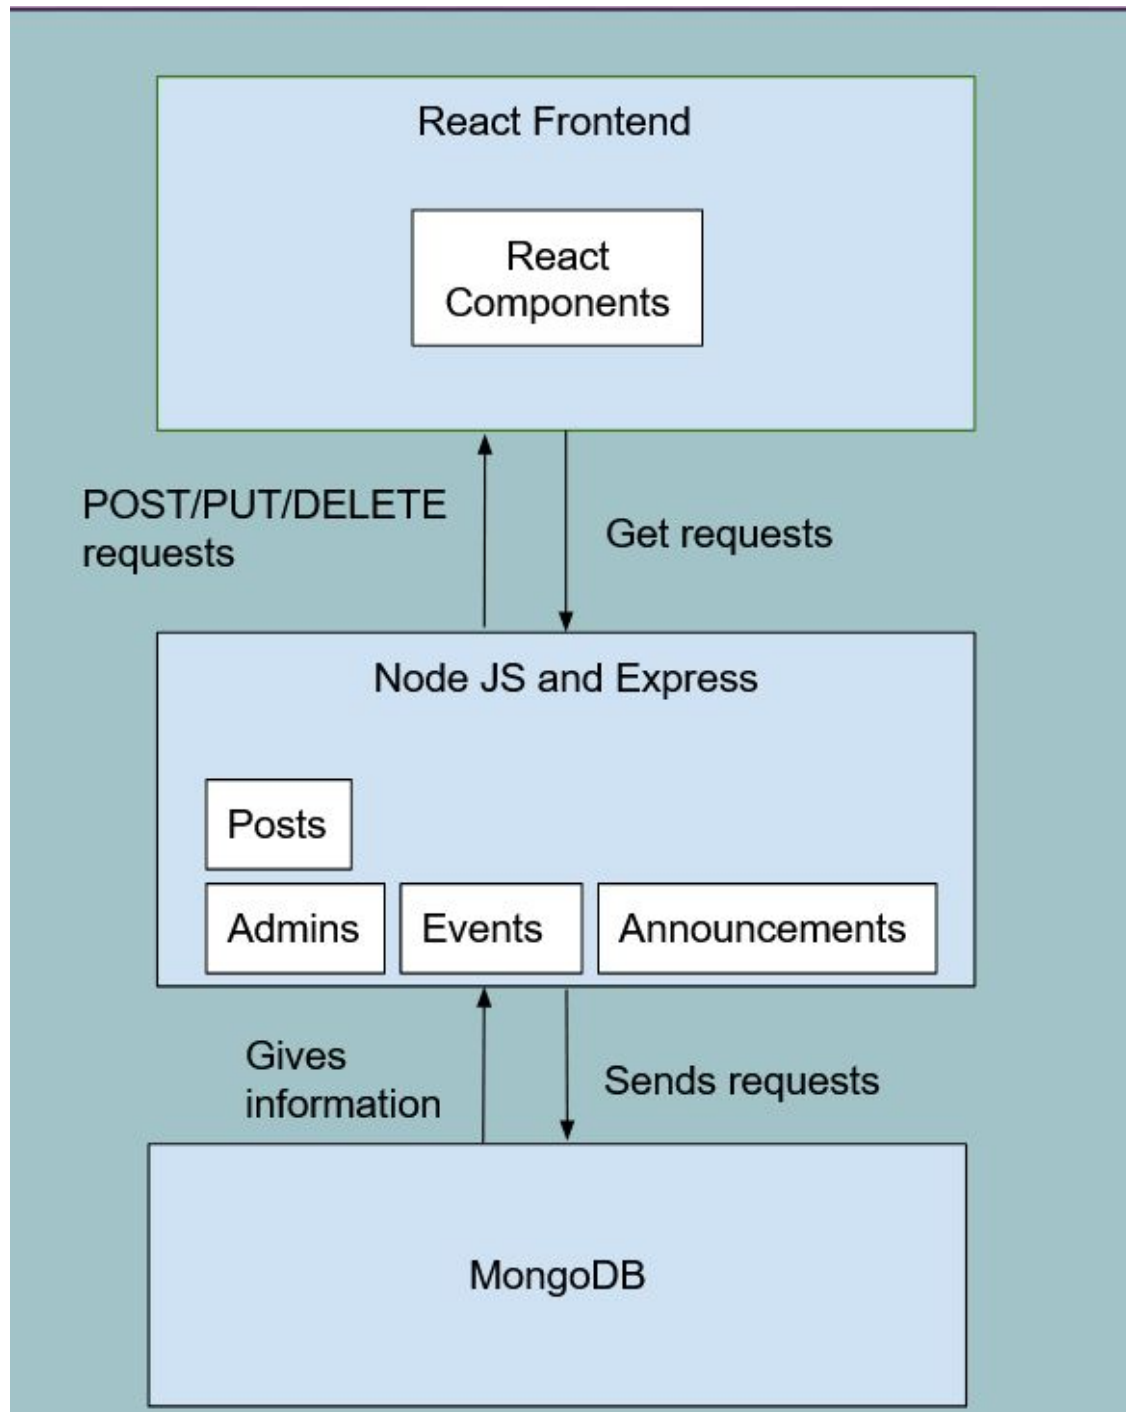 React Frontend
React
Components
POST/PUT/DELETE
requests
Get requests
Node JS and Express
Posts
Admins
Events
Announcements
Gives
information
Sends requests
MongoDB